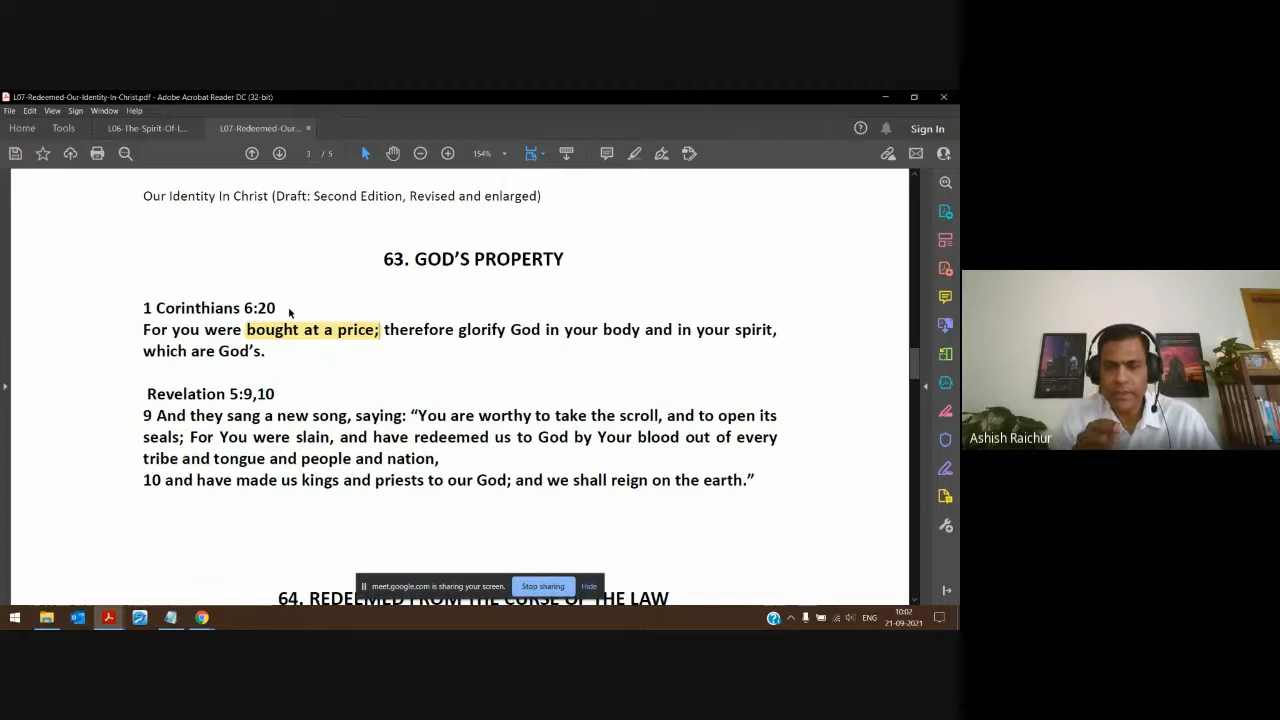 L07-Redeemed-Our-Identity-In-Christ.pdf - Adobe Acrobat Reader DC (32-bit)
File Edit View Sign Window Help
Home Tools L06-The-Spirit-Of-L... L07-Redeemed-Our... × Sign In
3 / 5 154%
Our Identity In Christ (Draft: Second Edition, Revised and enlarged)
63. GOD’S PROPERTY
1 Corinthians 6:20
For you were bought at a price; therefore glorify God in your body and in your spirit,
which are God’s.
Revelation 5:9,10
9 And they sang a new song, saying: “You are worthy to take the scroll, and to open its
seals; For You were slain, and have redeemed us to God by Your blood out of every
tribe and tongue and people and nation,
10 and have made us kings and priests to our God; and we shall reign on the earth.”
Ashish Raichur
meet.google.com is sharing your screen. Stop sharing Hide
64. REDEEMED FROM THE CURSE OF THE LAW
ENG
10:02
21-09-2021